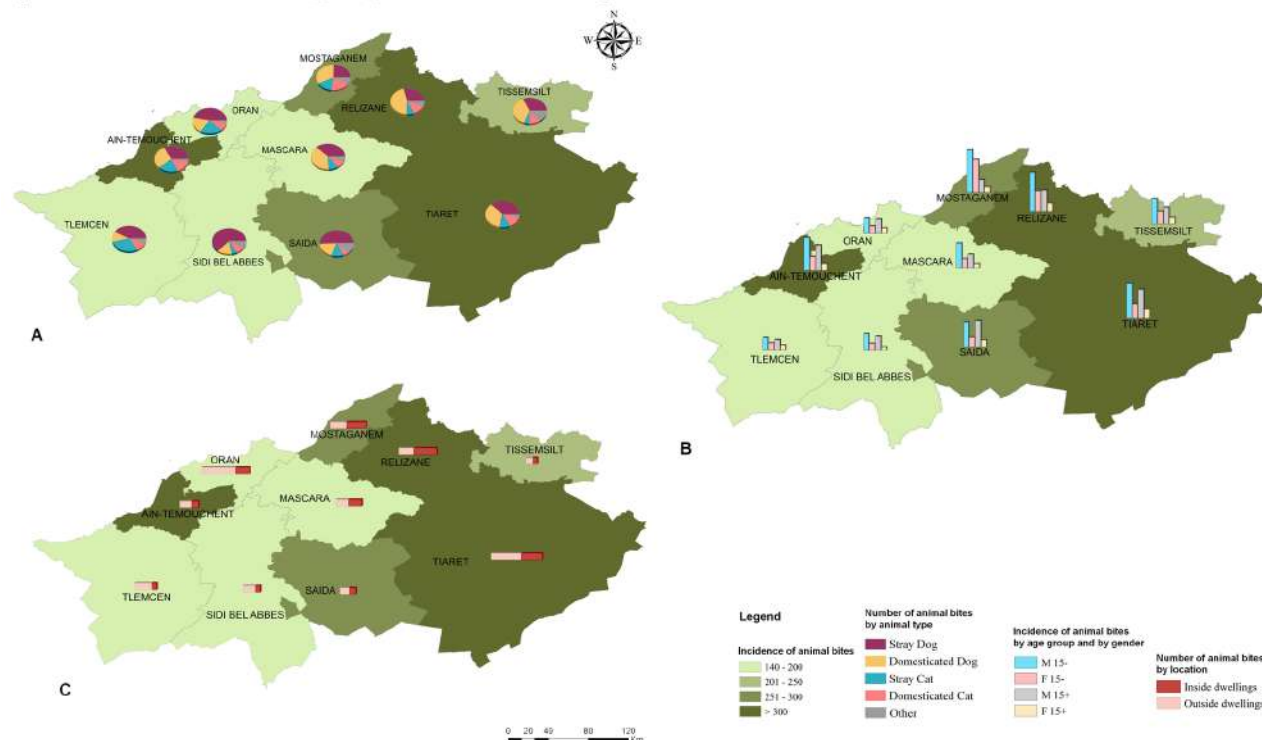 N
W
E
S
MOSTAGANEM
RELIZANE
TISSEMSILT
ORAN
AIN-TEMOUCHENT
MASCARA
TLEMCEN
SIDI BEL ABBES
SAIDA
TIARET
A
MOSTAGANEM
RELIZANE
TISSEMSILT
ORAN
MASCARA
AIN-TEMOUCHENT
TIARET
TLEMCEN
SAIDA
SIDI BEL ABBES
B
MOSTAGANEM
RELIZANE
TISSEMSILT
ORAN
MASCARA
AIN-TEMOUCHENT
TIARET
TLEMCEN
SAIDA
SIDI BEL ABBES
C
Legend
Incidence of animal bites
140 - 200
201 - 250
251 - 300
> 300
Number of animal bites
by animal type
Stray Dog
Domesticated Dog
Stray Cat
Domesticated Cat
Other
Incidence of animal bites
by age group and by gender
M 15-
F 15-
M 15+
F 15+
Number of animal bites
by location
Inside dwellings
Outside dwellings
0 20 40 80 120
Km